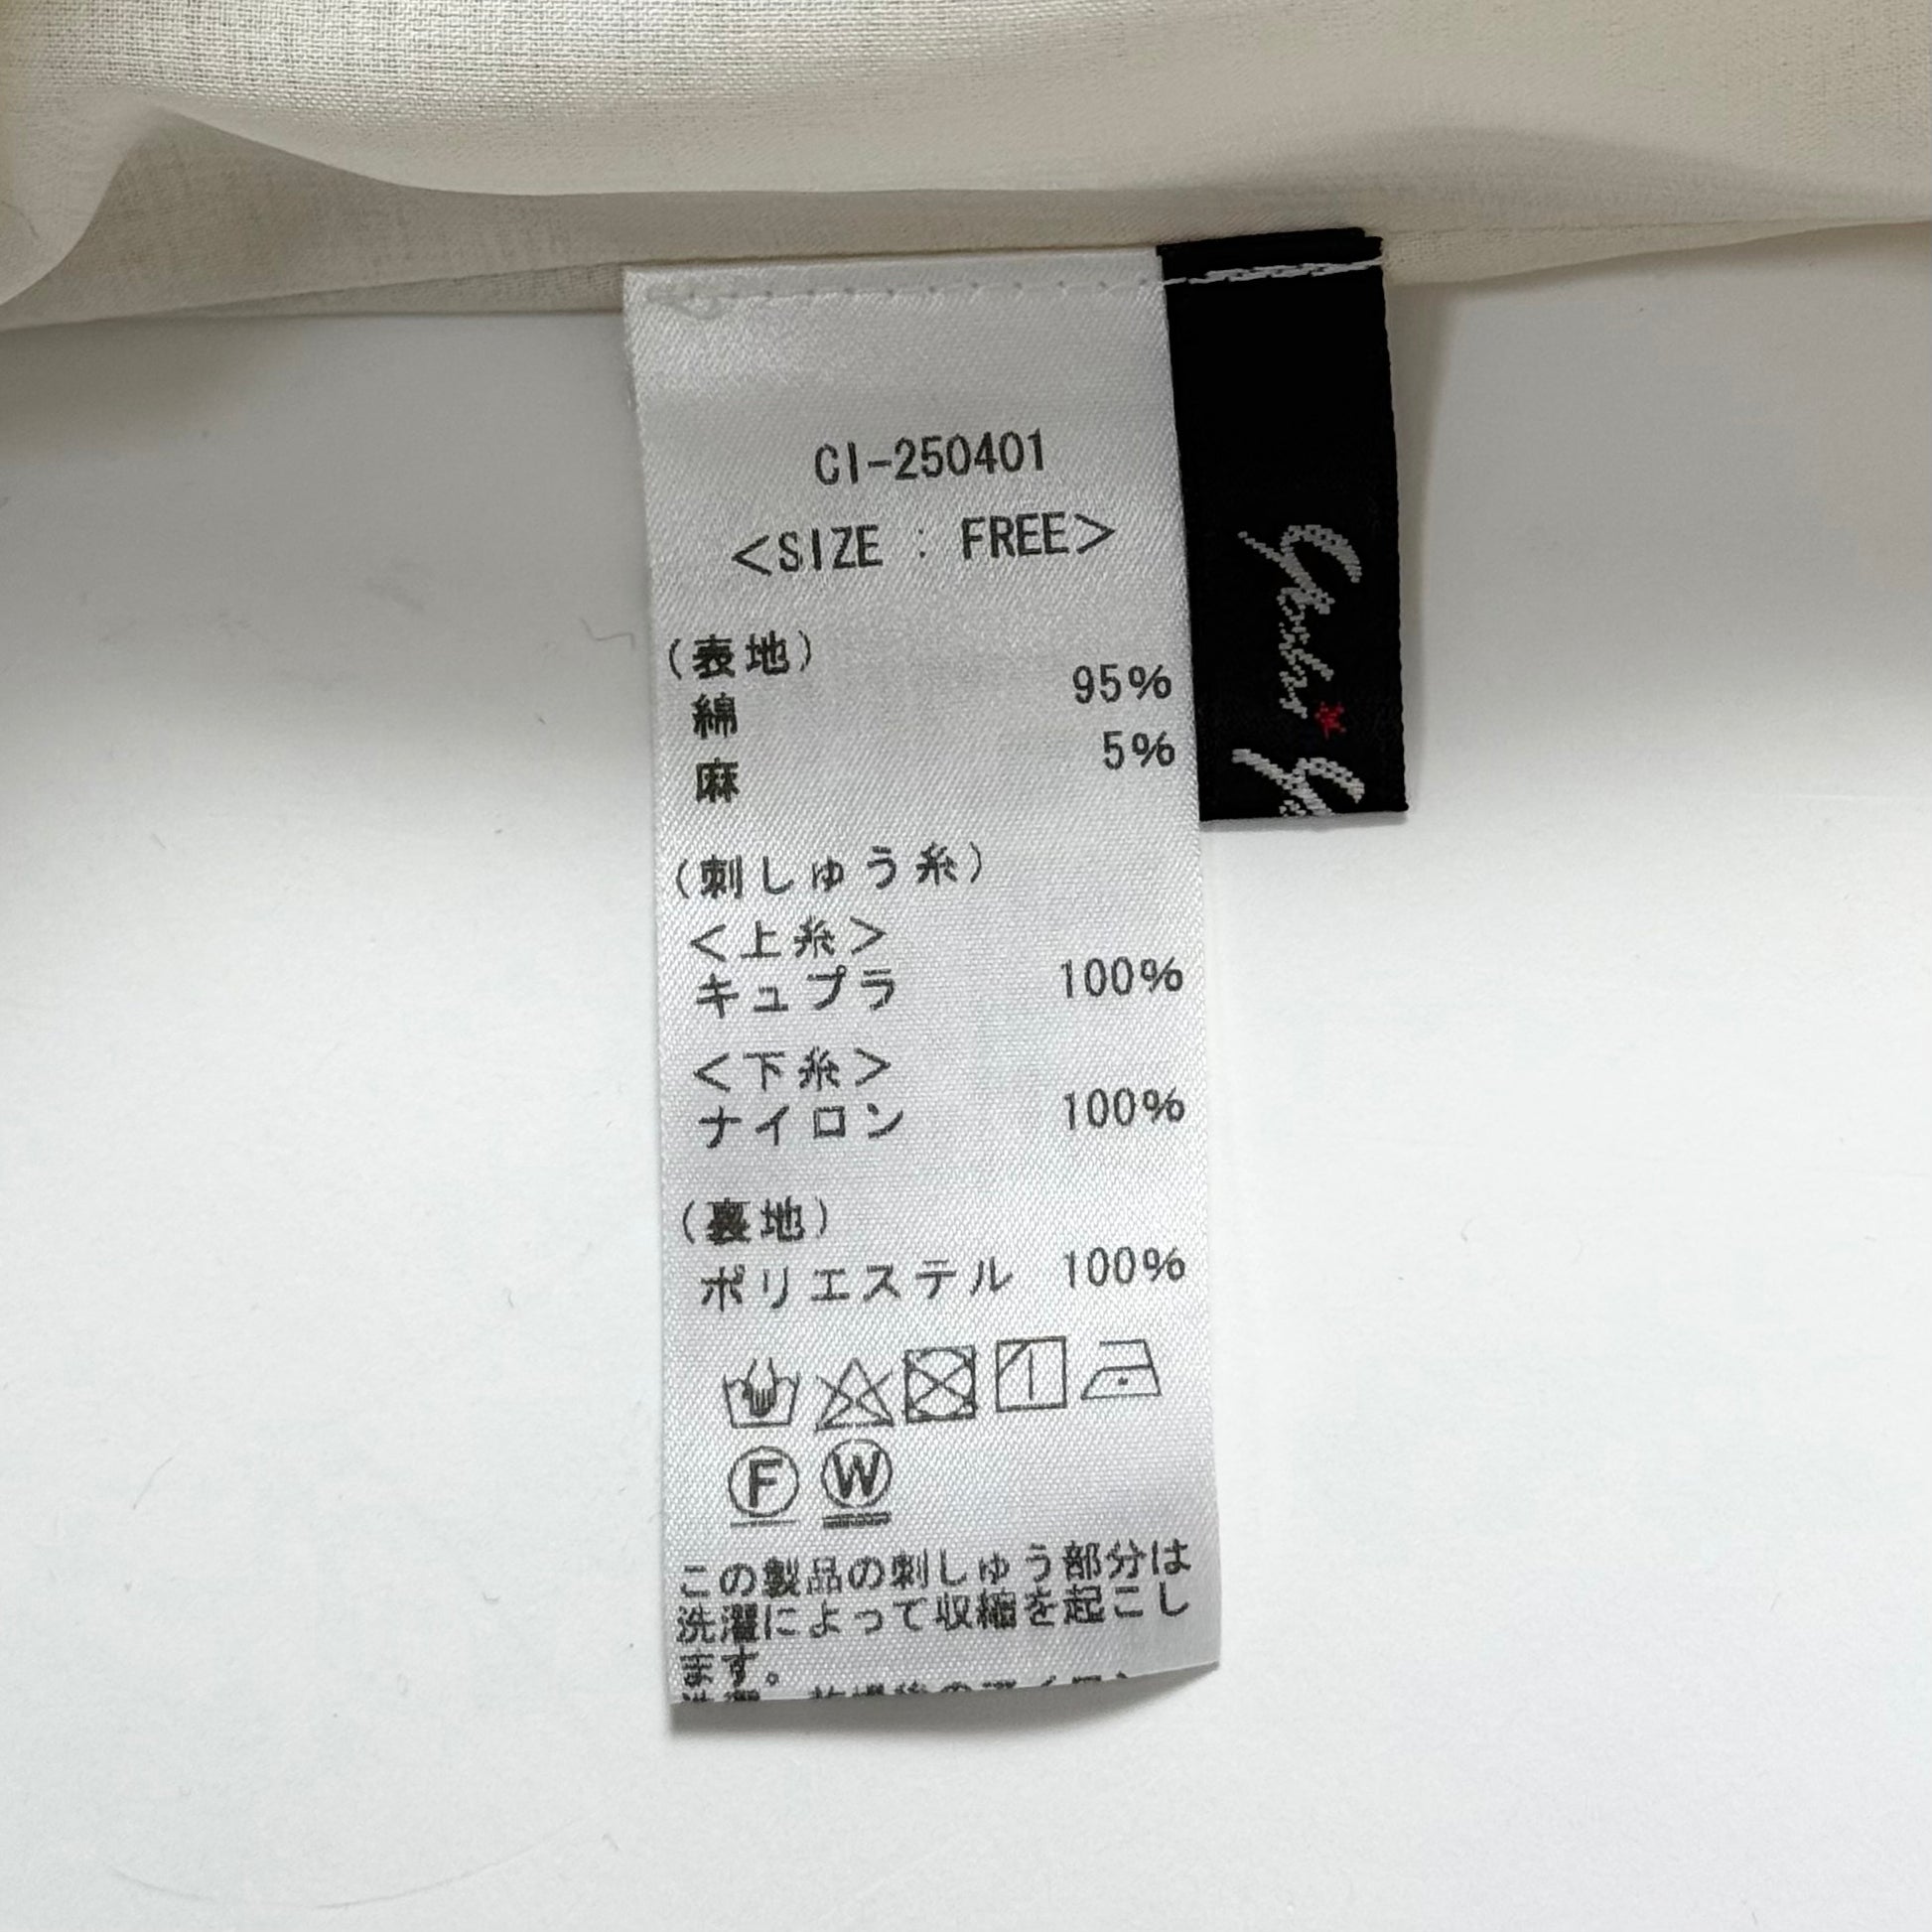 CI-250401
<SIZE : FREE>
(表地)
綿 95%
麻 5%
(刺しゅう糸)
<上糸>
キュプラ 100%
<下糸>
ナイロン 100%
(裏地)
ポリエステル 100%
F W
この製品の刺しゅう部分は
洗濯によって収縮を起こし
ます。